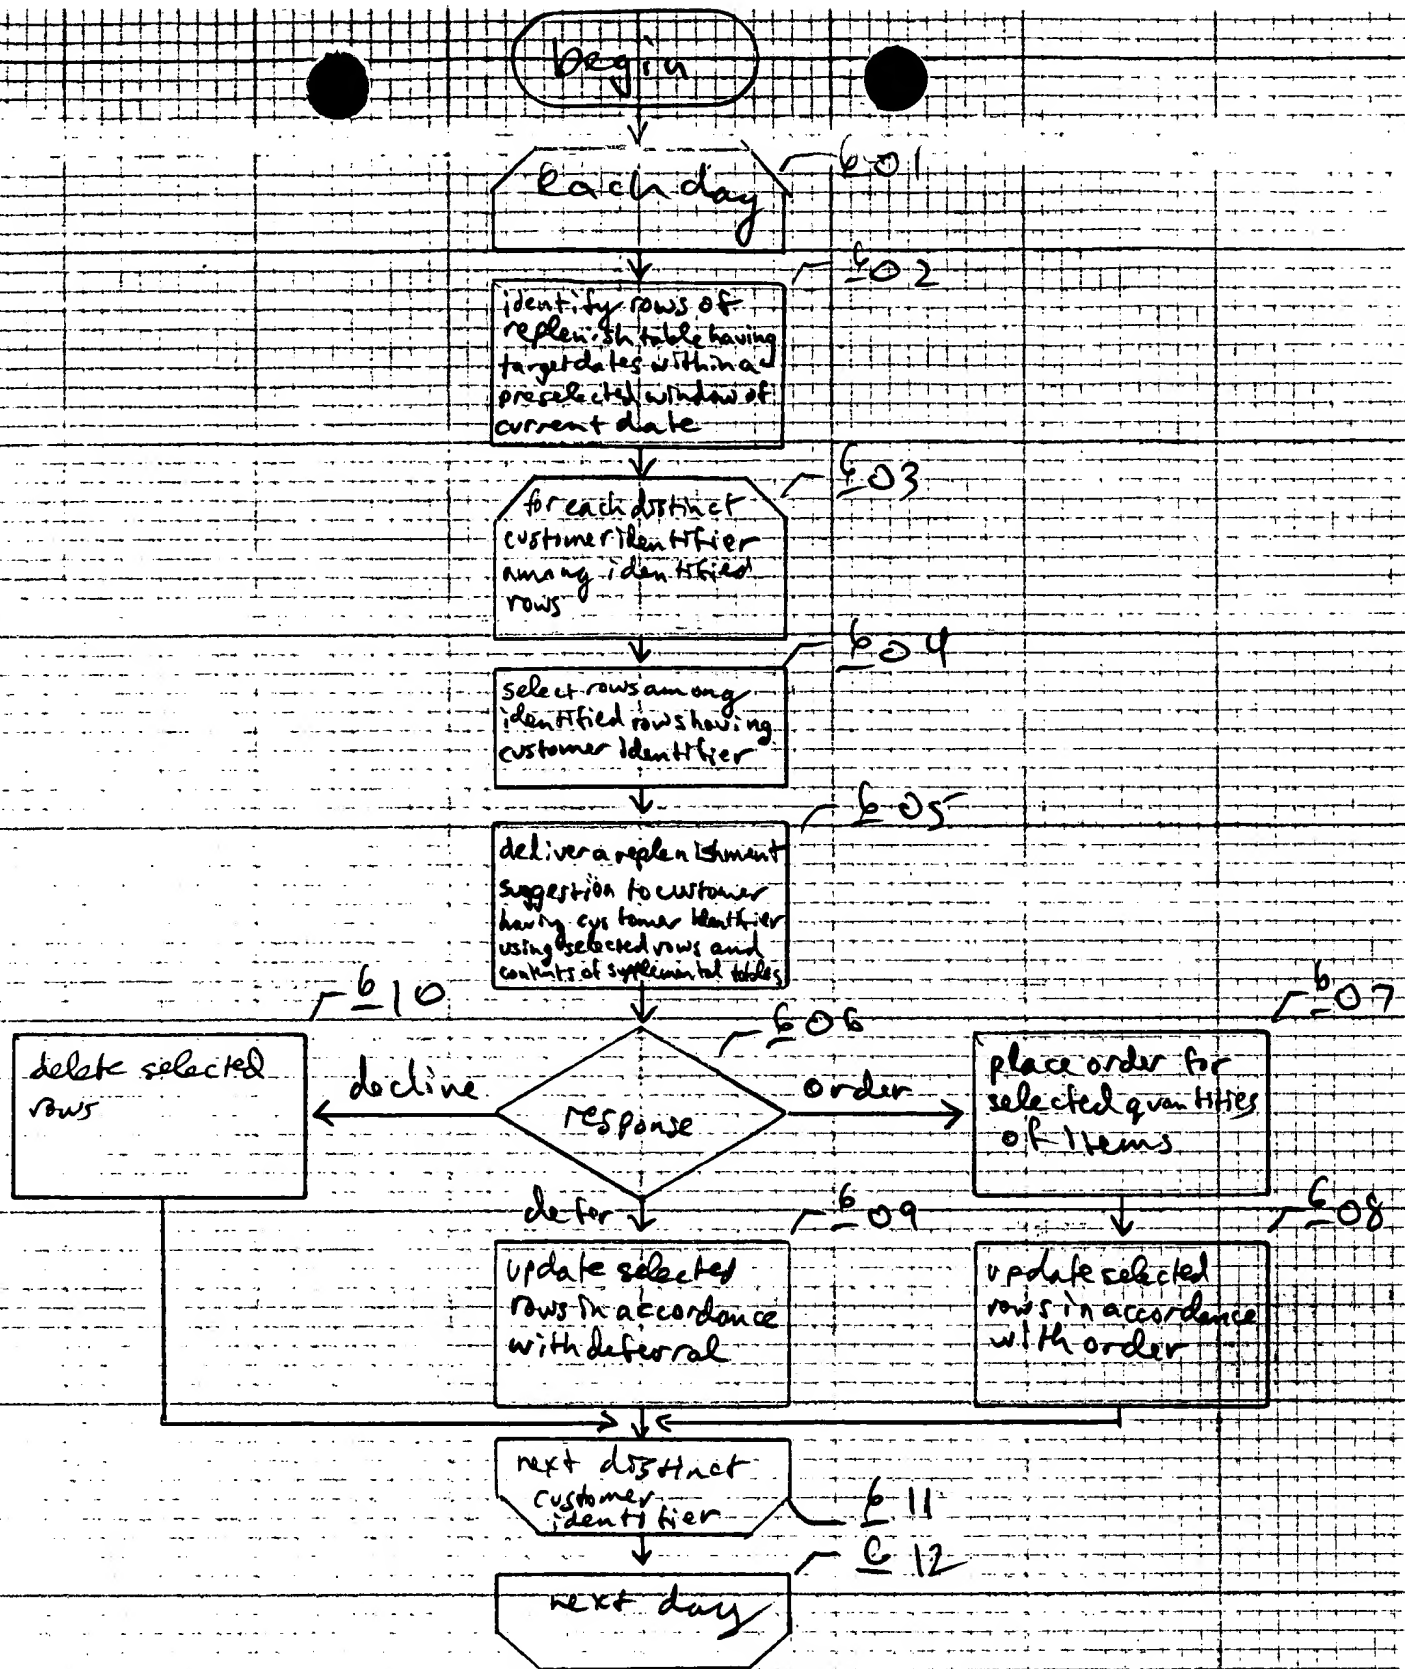 begin
each day
601
602
identify rows of
replenish table having
target dates within a
preselected window of
current date
603
for each distinct
customer identifier
among identified
rows
604
select rows among
identified rows having
customer identifier
605
deliver a replenishment
suggestion to customer
having customer identifier
using selected rows and
contents of supplemental tables
606
response
decline
order
defer
610
delete selected
rows
607
place order for
selected quantities
of items
609
update selected
rows in accordance
with deferral
608
update selected
rows in accordance
with order
next distinct
customer
identifier
611
612
next day